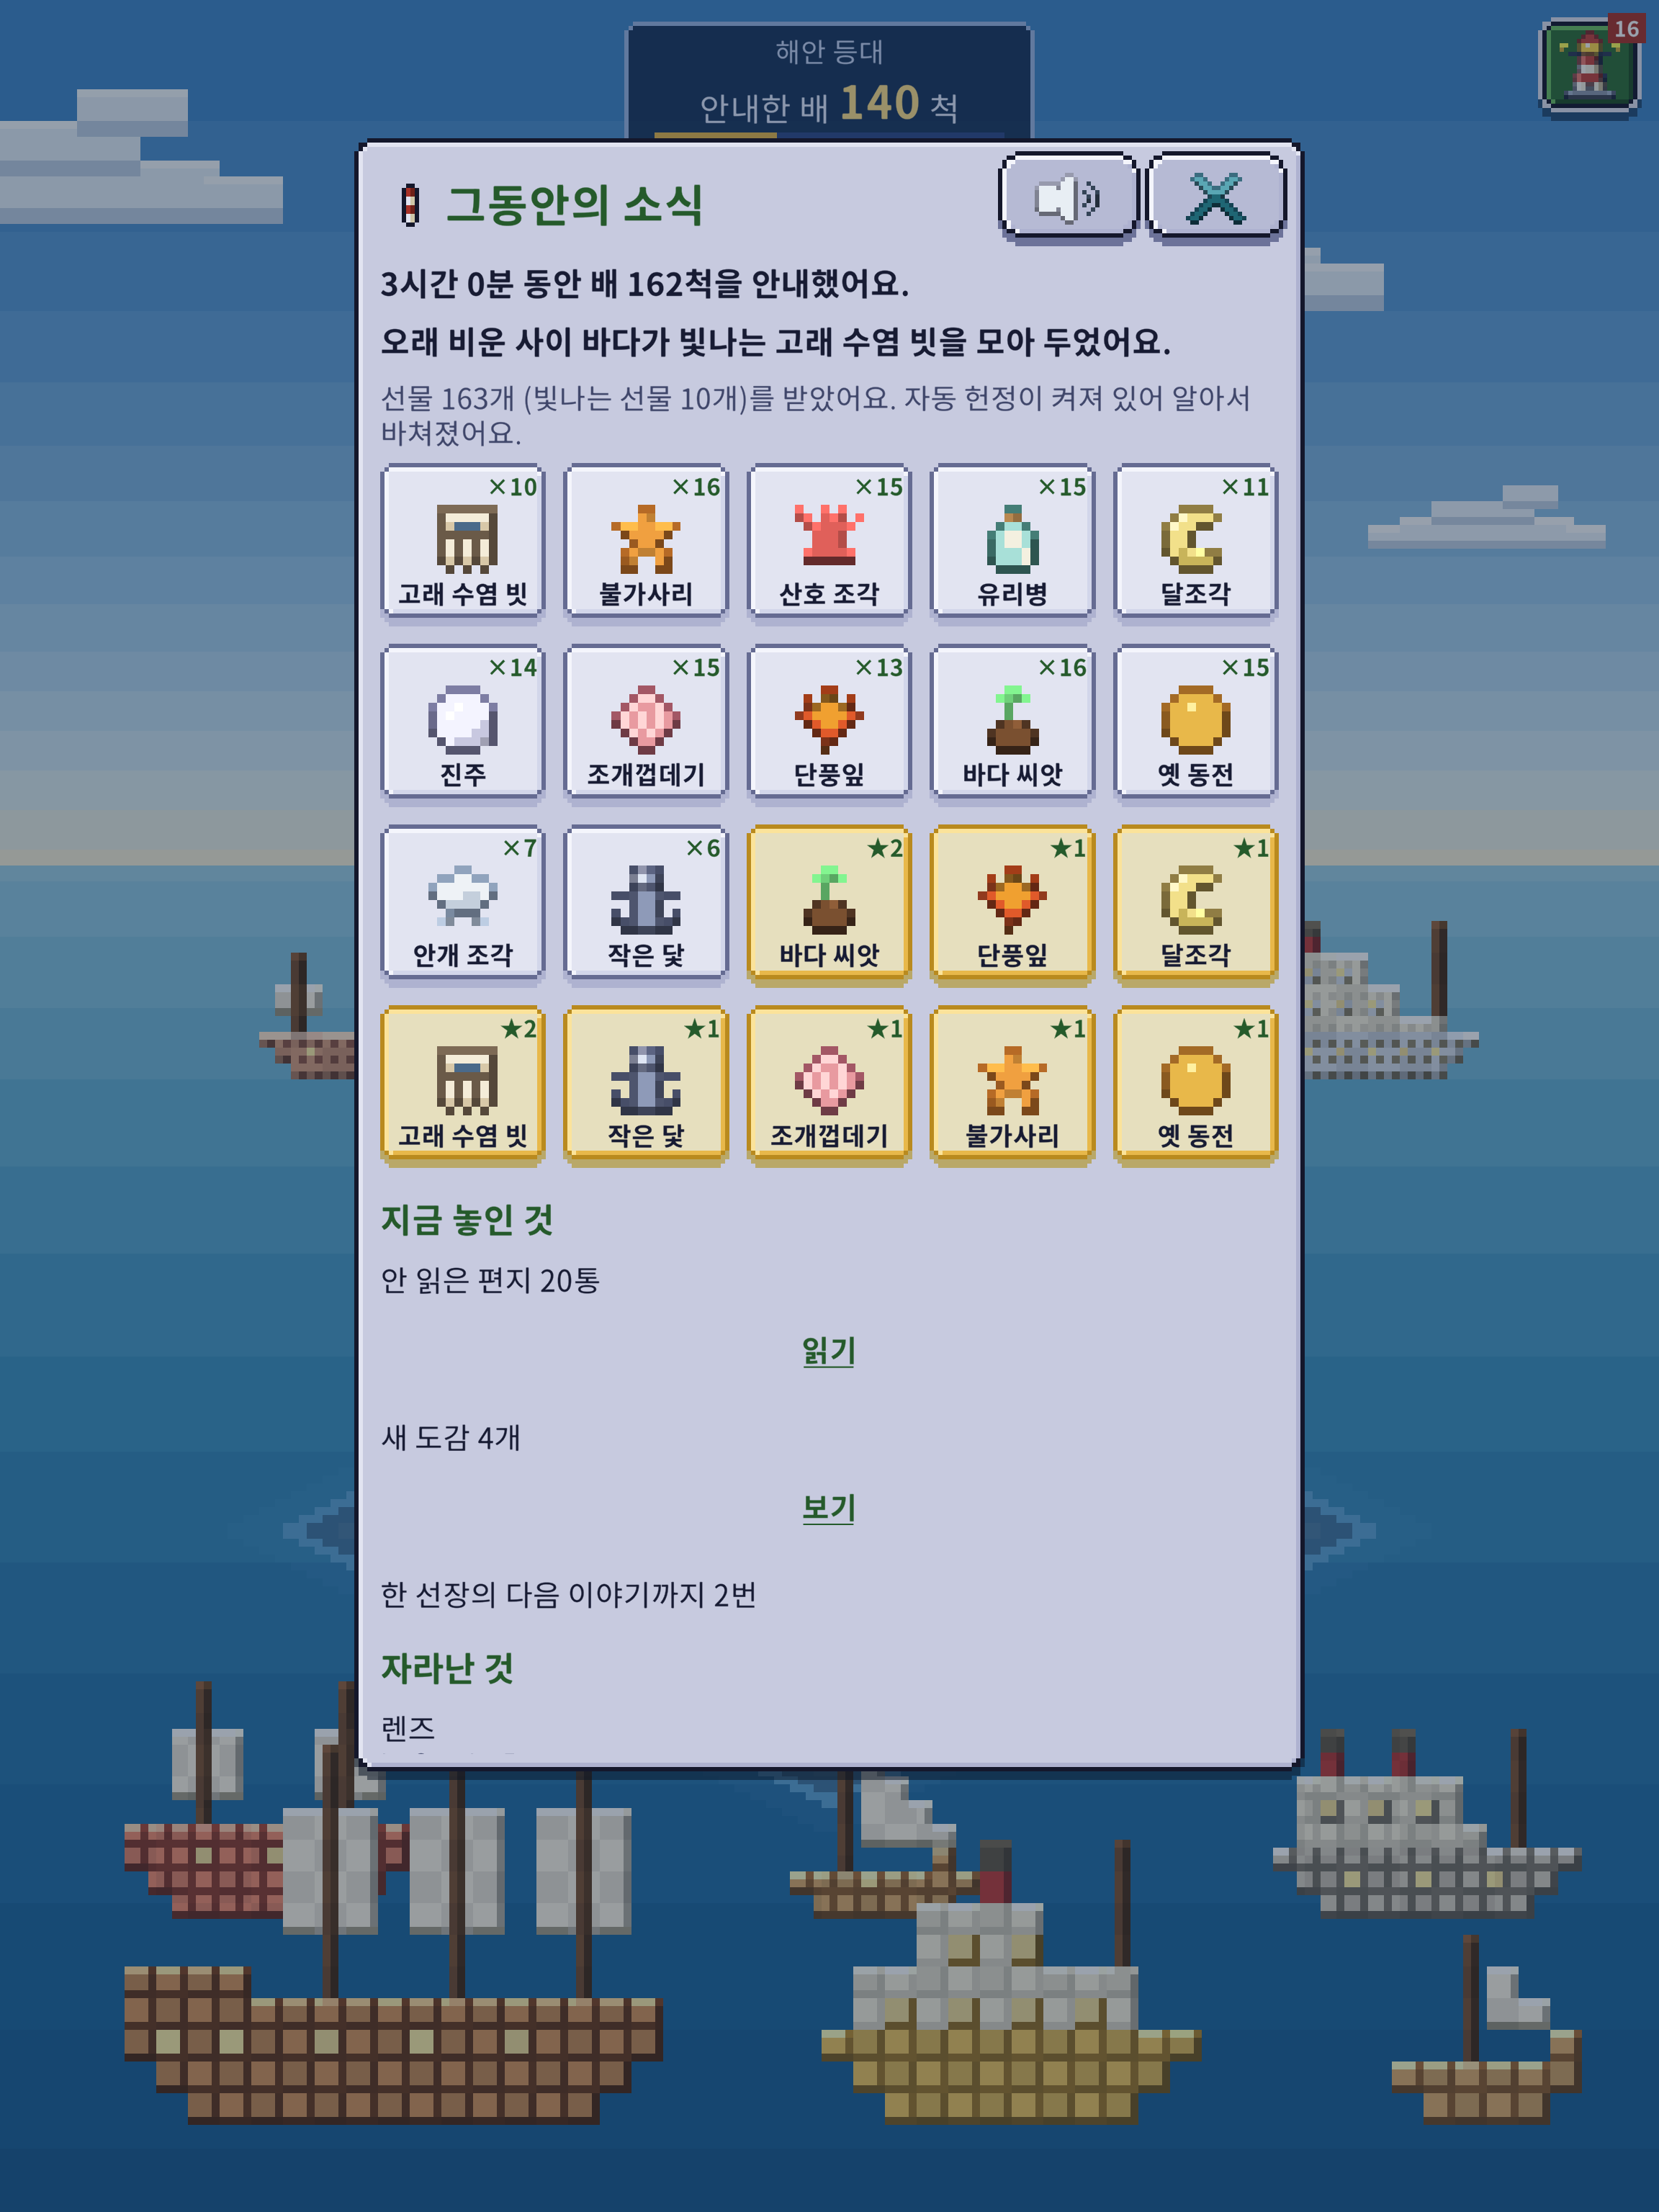 해안 등대
안내한 배 140 척
16
그동안의 소식
3시간 0분 동안 배 162척을 안내했어요.
오래 비운 사이 바다가 빛나는 고래 수염 빗을 모아 두었어요.
선물 163개 (빛나는 선물 10개)를 받았어요. 자동 헌정이 켜져 있어 알아서
바쳐졌어요.
×10 ×16 ×15 ×15 ×11
고래 수염 빗 불가사리 산호 조각 유리병 달조각
×14 ×15 ×13 ×16 ×15
진주 조개껍데기 단풍잎 바다 씨앗 옛 동전
×7 ×6 ★2 ★1 ★1
안개 조각 작은 닻 바다 씨앗 단풍잎 달조각
★2 ★1 ★1 ★1 ★1
고래 수염 빗 작은 닻 조개껍데기 불가사리 옛 동전
지금 놓인 것
안 읽은 편지 20통
읽기
새 도감 4개
보기
한 선장의 다음 이야기까지 2번
자라난 것
렌즈